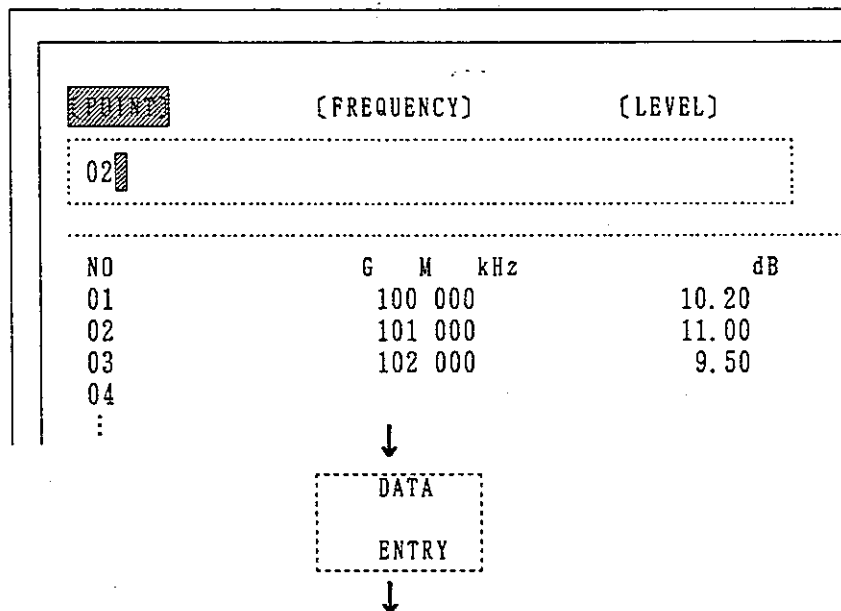 [POINT] [FREQUENCY] [LEVEL]
02
NO G M kHz dB
01 100 000 10.20
02 101 000 11.00
03 102 000 9.50
04
⋮
↓
DATA
ENTRY
↓